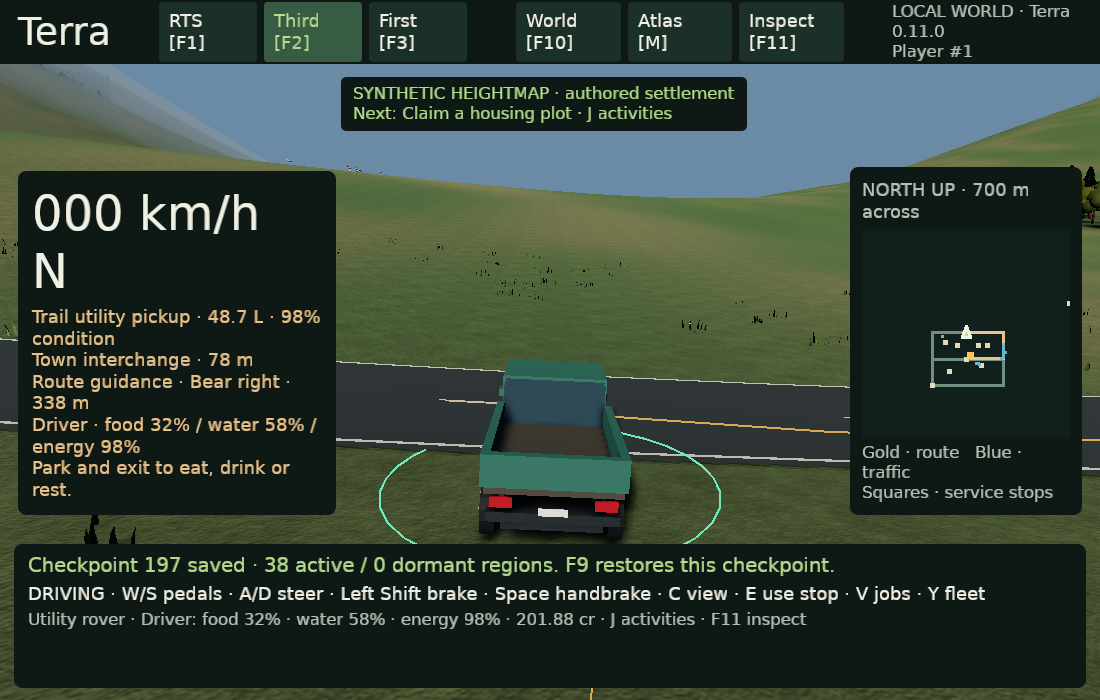 Terra
RTS
[F1]
Third
[F2]
First
[F3]
World
[F10]
Atlas
[M]
Inspect
[F11]
LOCAL WORLD · Terra
0.11.0
Player #1
SYNTHETIC HEIGHTMAP · authored settlement
Next: Claim a housing plot · J activities
000 km/h
N
Trail utility pickup · 48.7 L · 98%
condition
Town interchange · 78 m
Route guidance · Bear right ·
338 m
Driver · food 32% / water 58% /
energy 98%
Park and exit to eat, drink or
rest.
NORTH UP · 700 m
across
Gold · route   Blue ·
traffic
Squares · service stops
Checkpoint 197 saved · 38 active / 0 dormant regions. F9 restores this checkpoint.
DRIVING · W/S pedals · A/D steer · Left Shift brake · Space handbrake · C view · E use stop · V jobs · Y fleet
Utility rover · Driver: food 32% · water 58% · energy 98% · 201.88 cr · J activities · F11 inspect